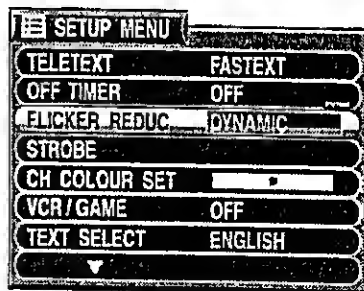 SETUP MENU
TELETEXT FASTEXT
OFF TIMER OFF
FLICKER REDUC DYNAMIC
STROBE
CH COLOUR SET
VCR / GAME OFF
TEXT SELECT ENGLISH